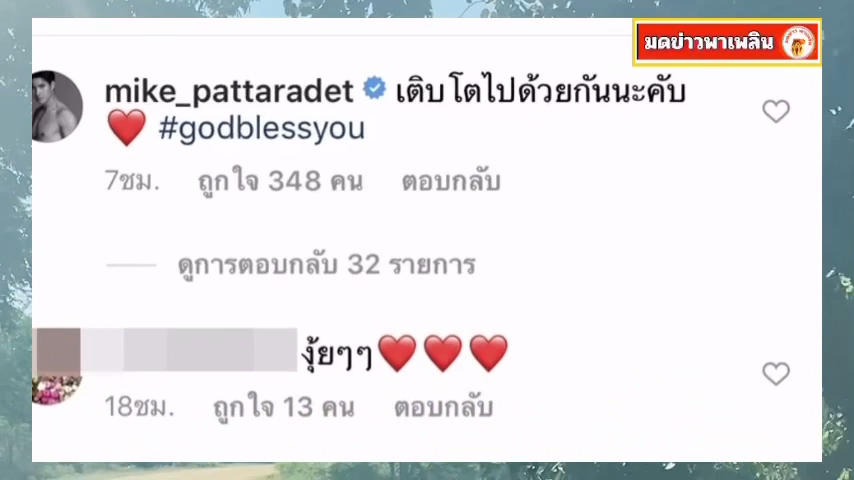 มดข่าวพาเพลิน
mike_pattaradet เติบโตไปด้วยกันนะคับ
❤️ #godblessyou
7ชม. ถูกใจ 348 คน ตอบกลับ
ดูการตอบกลับ 32 รายการ
งุ้ยๆๆ❤️❤️❤️
18ชม. ถูกใจ 13 คน ตอบกลับ